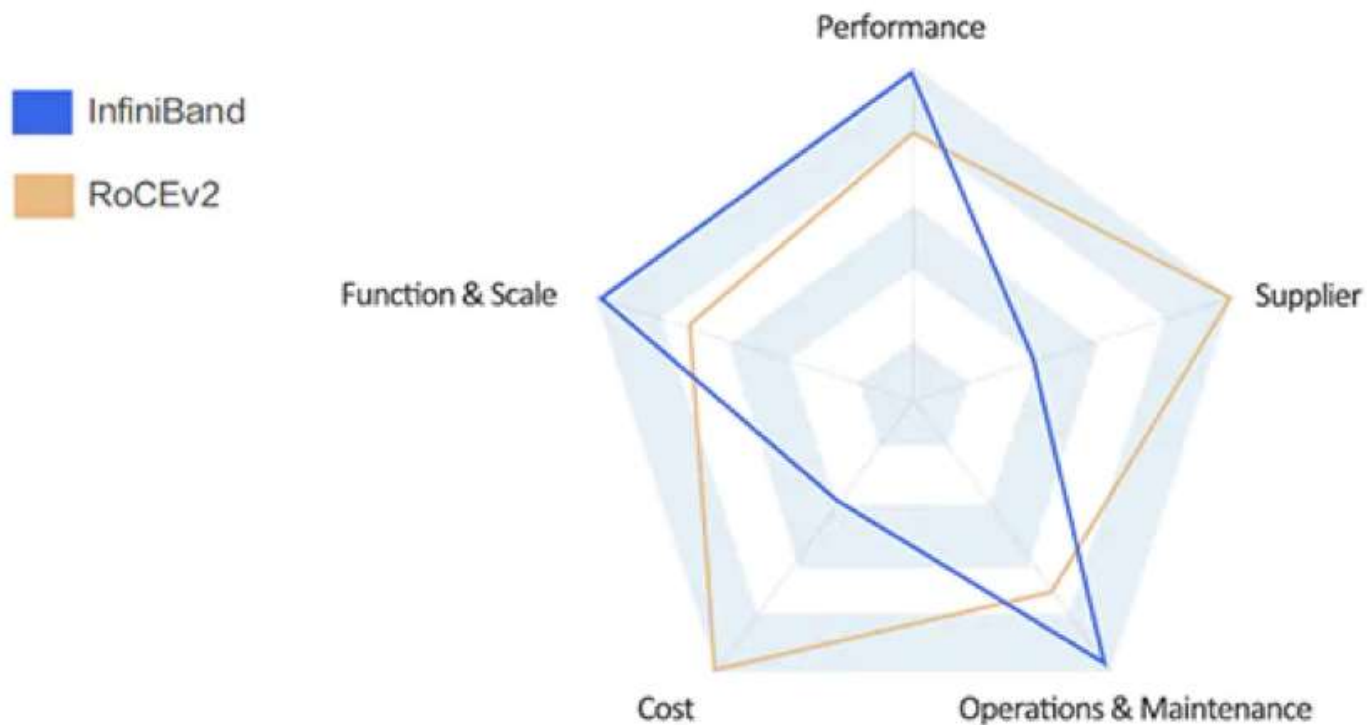 Performance
InfiniBand
RoCEv2
Function & Scale
Supplier
Cost
Operations & Maintenance